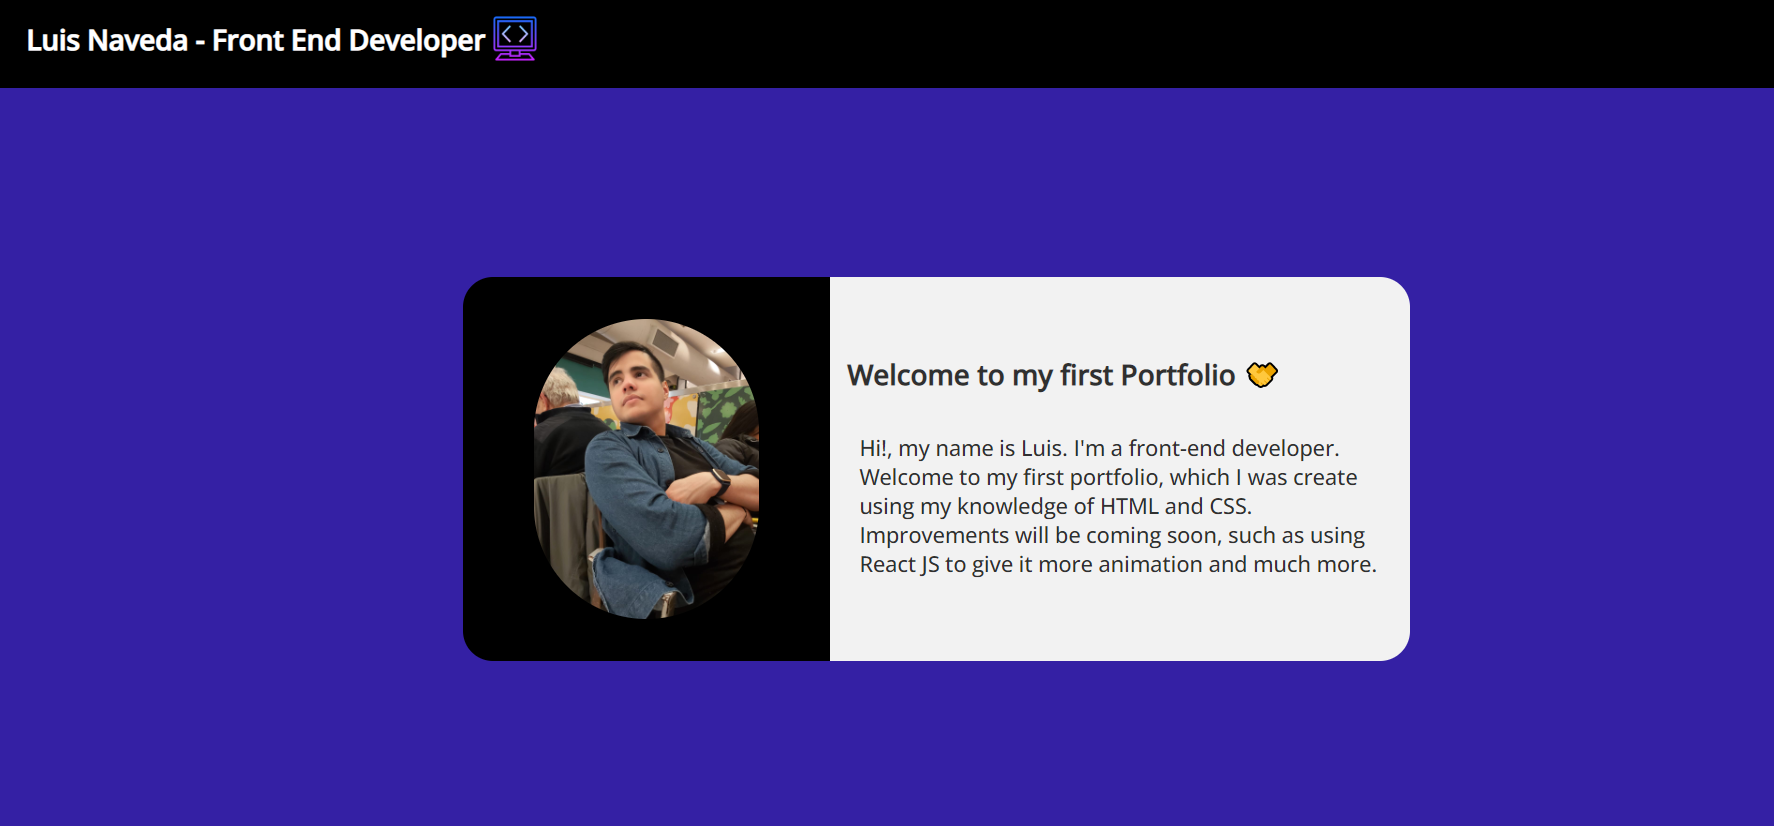 Luis Naveda - Front End Developer
Welcome to my first Portfolio
Hi!, my name is Luis. I'm a front-end developer.
Welcome to my first portfolio, which I was create
using my knowledge of HTML and CSS.
Improvements will be coming soon, such as using
React JS to give it more animation and much more.